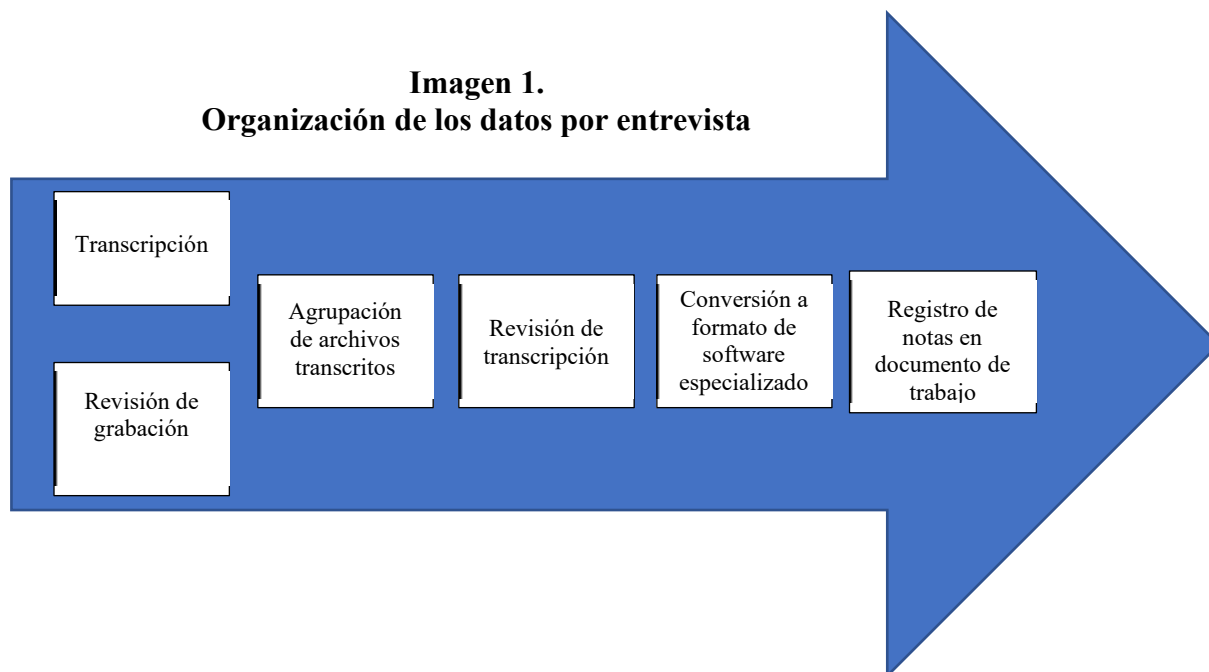 Imagen 1.
Organización de los datos por entrevista
Transcripción
Revisión de
grabación
Agrupación
de archivos
transcritos
Revisión de
transcripción
Conversión a
formato de
software
especializado
Registro de
notas en
documento de
trabajo